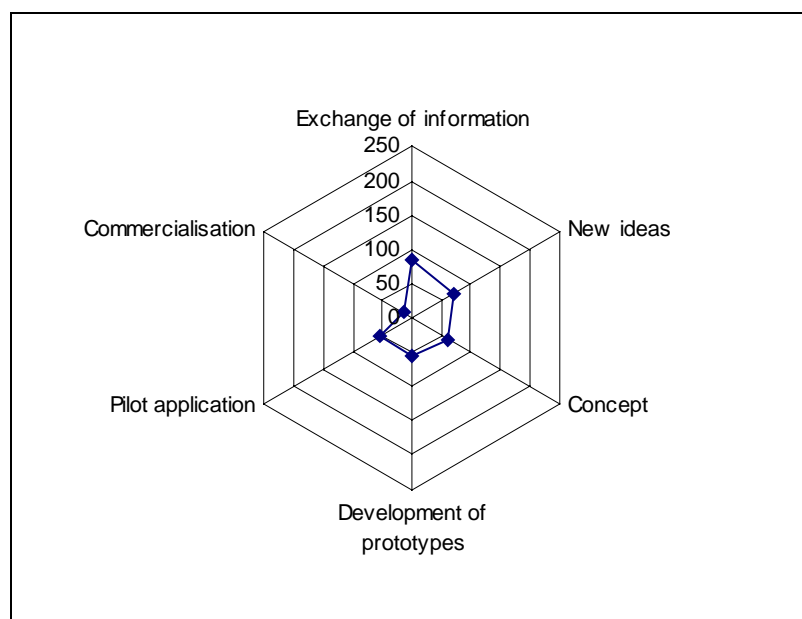 Exchange of information
250
200
150
100
50
0
Commercialisation
New ideas
Pilot application
Concept
Development of
prototypes